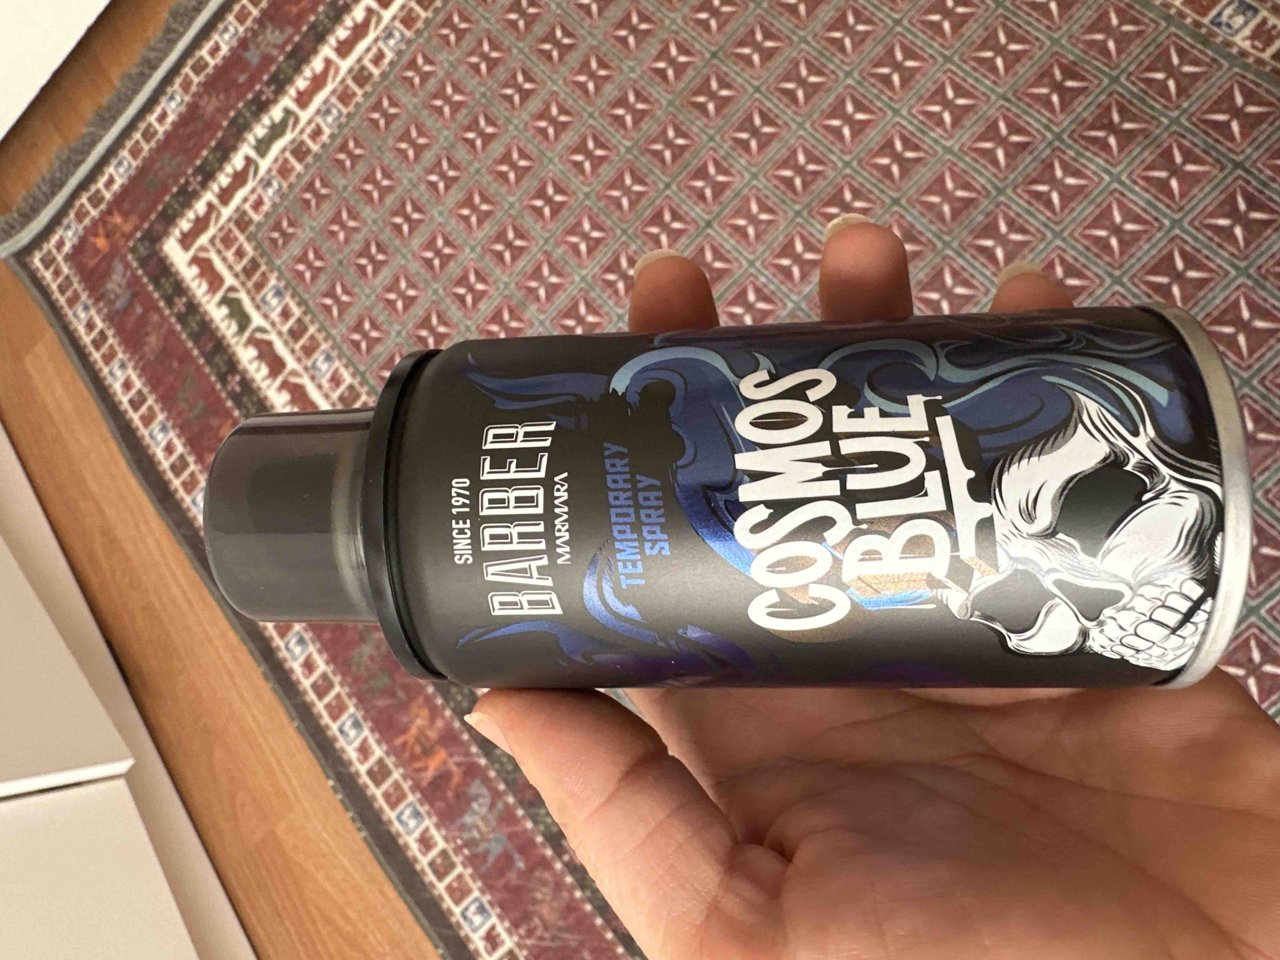 SINCE 1970
BARBER
MARMARA
TEMPORARY
SPRAY
COSMOS
BLUE